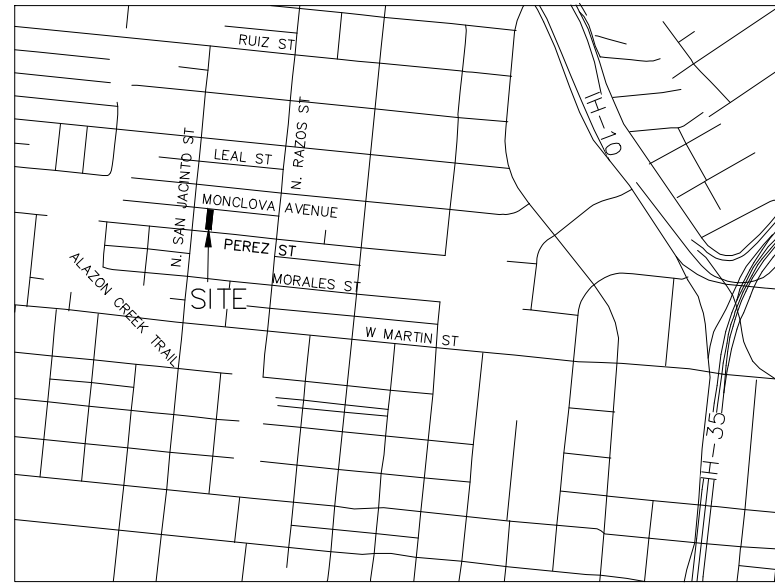 RUIZ ST
IH-10
N. RAZOS ST
LEAL ST
N. SAN JACINTO ST
MONCLOVA AVENUE
PEREZ ST
ALAZON CREEK TRAIL
MORALES ST
SITE
W MARTIN ST
IH-35